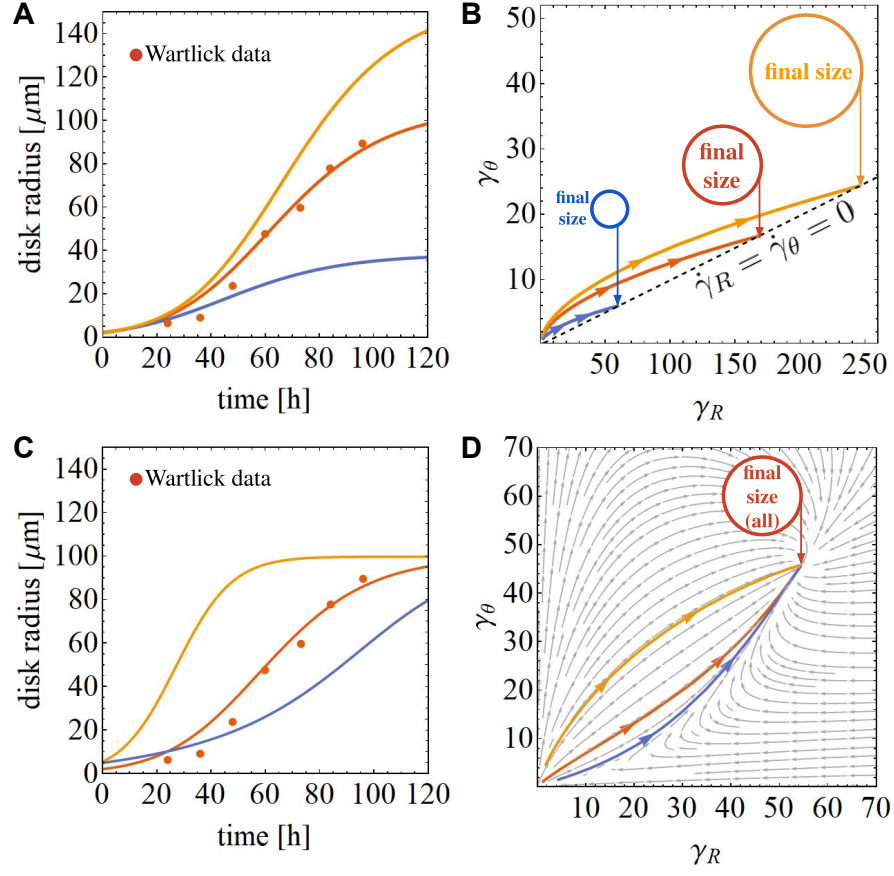 A
140
120
100
80
60
40
20
0
disk radius [μm]
Wartlick data
0 20 40 60 80 100 120
time [h]
B
50
40
30
20
10
γθ
final size
final
size
final
size
γ̇R = γ̇θ = 0
50 100 150 200 250
γR
C
140
120
100
80
60
40
20
0
disk radius [μm]
Wartlick data
0 20 40 60 80 100 120
time [h]
D
70
60
50
40
30
20
10
γθ
final
size
(all)
10 20 30 40 50 60 70
γR